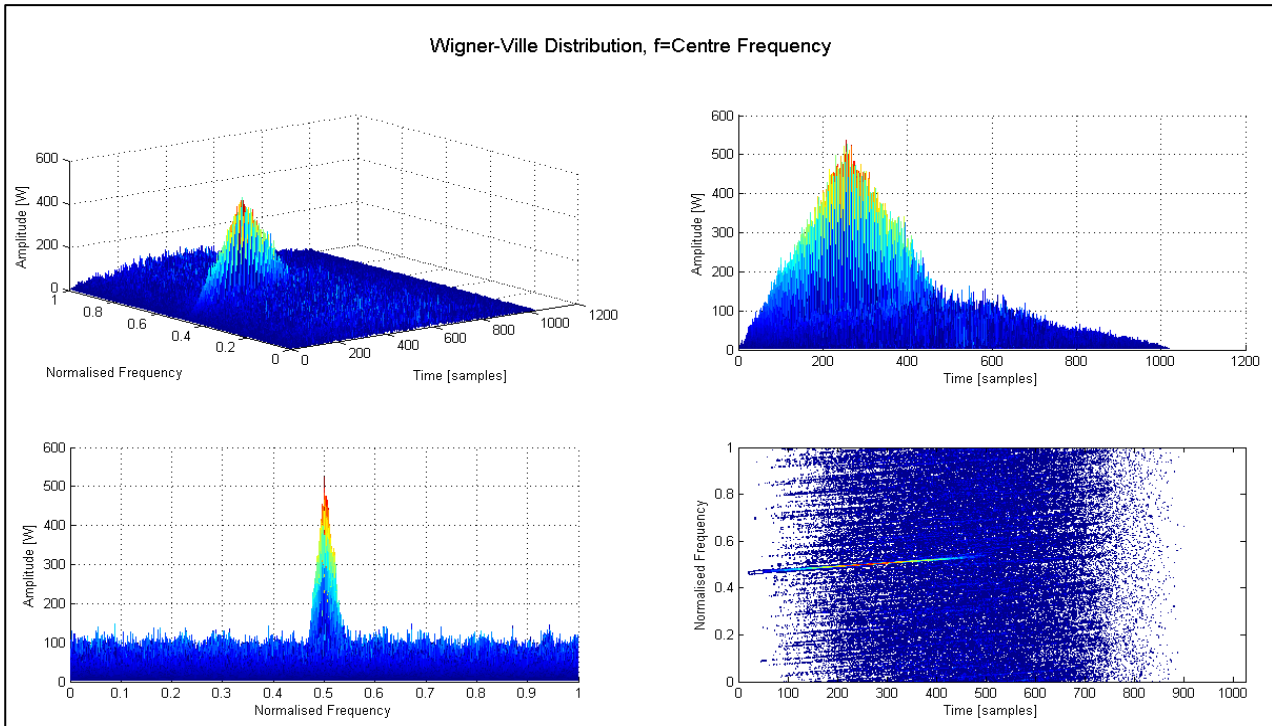 Wigner-Ville Distribution, f=Centre Frequency
600
400
200
0
Amplitude [W]
1
0.8
0.6
0.4
0.2
0
Normalised Frequency
0
200
400
600
800
1000
1200
Time [samples]
600
500
400
300
200
100
0
Amplitude [W]
0 200 400 600 800 1000 1200
Time [samples]
600
500
400
300
200
100
0
Amplitude [W]
0 0.1 0.2 0.3 0.4 0.5 0.6 0.7 0.8 0.9 1
Normalised Frequency
1
0.8
0.6
0.4
0.2
0
Normalised Frequency
0 100 200 300 400 500 600 700 800 900 1000
Time [samples]